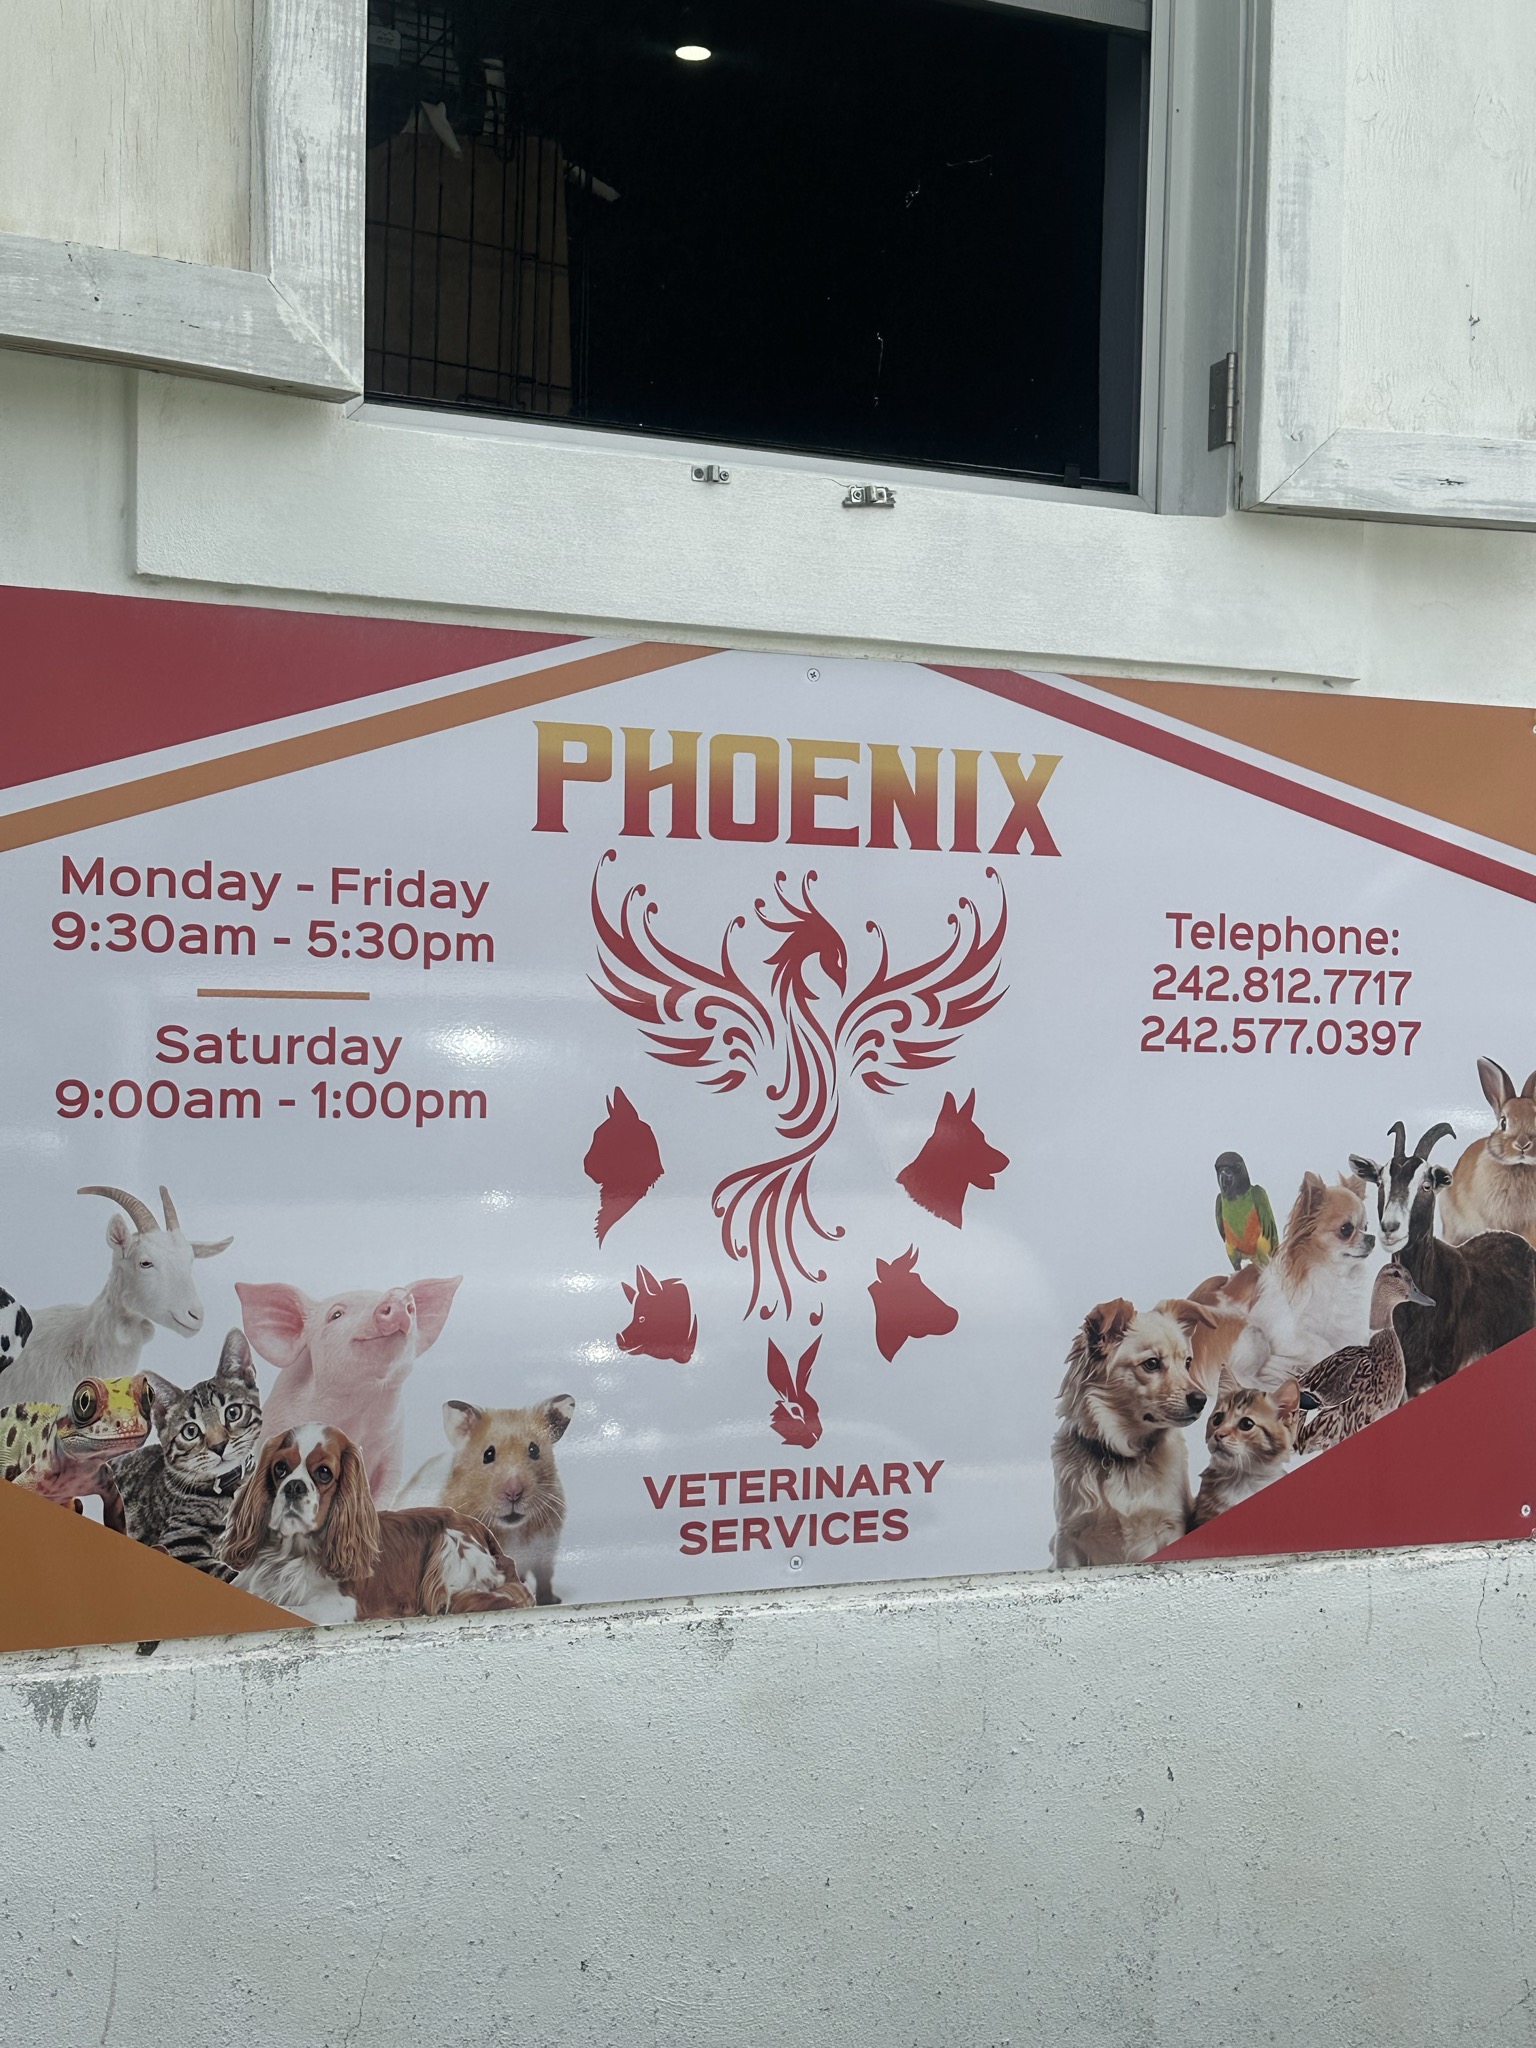 PHOENIX
Monday - Friday
9:30am - 5:30pm
Saturday
9:00am - 1:00pm
Telephone:
242.812.7717
242.577.0397
VETERINARY
SERVICES